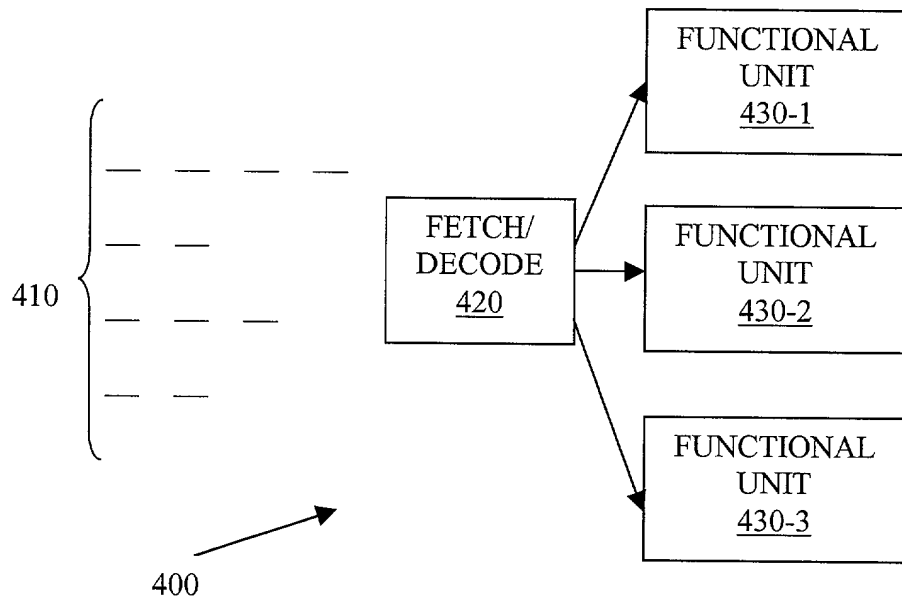 FUNCTIONAL
UNIT
430-1
FETCH/
DECODE
420
FUNCTIONAL
UNIT
430-2
410
FUNCTIONAL
UNIT
430-3
400